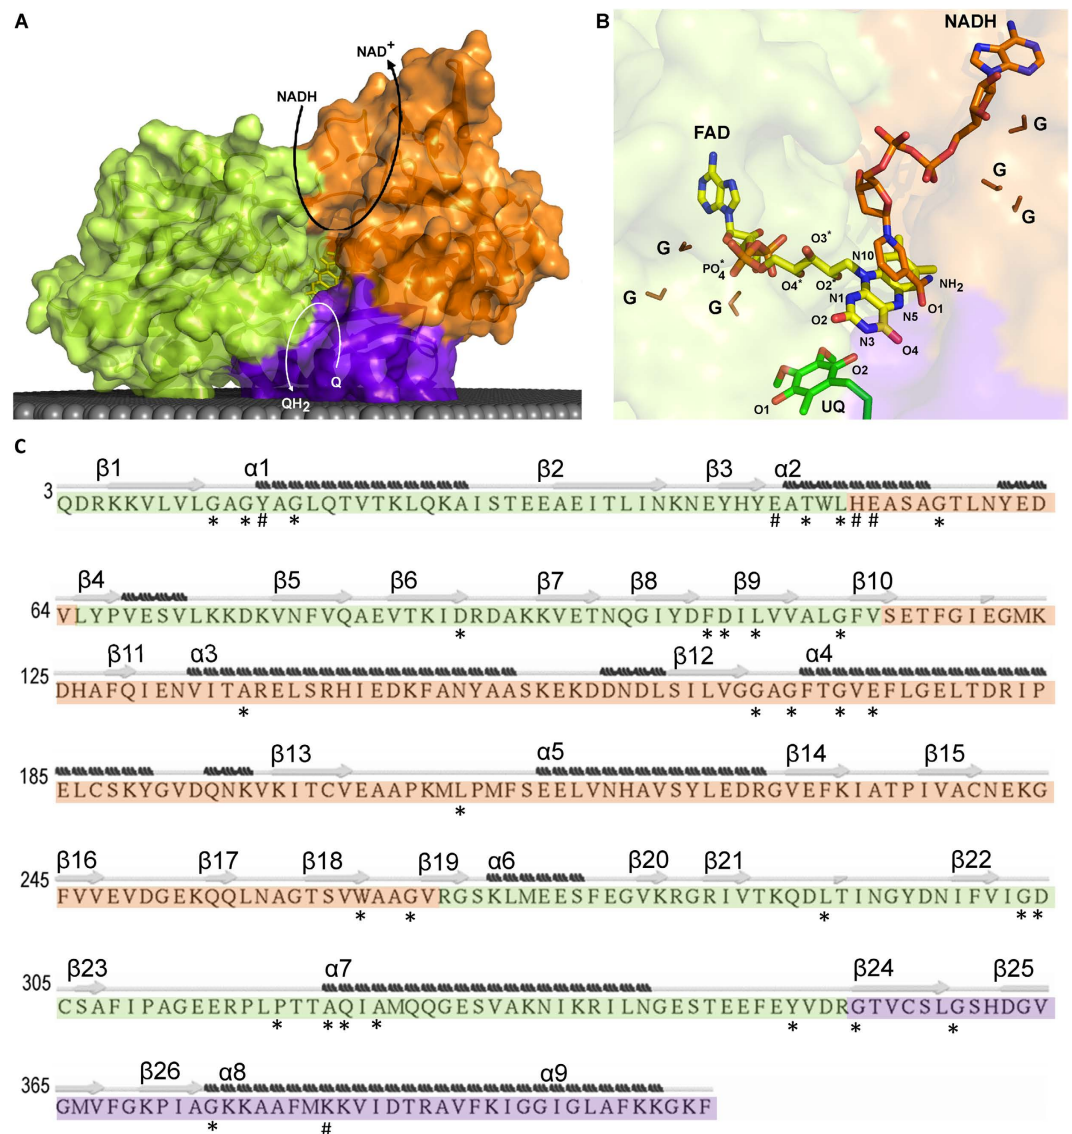 A
NAD+
NADH
Q
QH2
B
NADH
G
G
G
FAD
G
G
G
PO4*
O3*
O4*
O2*
N10
N1
NH2
O1
N5
O2
N3
O4
O2
O1
UQ
C
β1 α1 β2 β3 α2
3 QDRKKVLVLGAGYAGLQTVTKLQKAISTEEAEITLINKNEYHYEATWLHEASAGTLNYED
* * # * # * * # # *
β4 β5 β6 β7 β8 β9 β10
64 VLYPVESVLKKDKVNFVQAEVTKIDRDAKKVETNQGIYDFDILVVALGFVSETFGIEGMK
* * * * *
β11 α3 β12 α4
125 DHAFQIENVITARELSRHIEDKFANYAASKEKDDNDLSILVGGAGFTGVEFLGELTDRIP
* * * * *
β13 α5 β14 β15
185 ELCSKYGVDQNKVKITCVEAAPKMLPMFSEELVNHAVSYLEDRGVEFKIATPIVACNEKG
*
β16 β17 β18 β19 α6 β20 β21 β22
245 FVVEVDGEKQQLNAGTSVWAAGVRGSKLMEESFEGVKRGRIVTKQDLTINGYDNIFVIGD
* * * * *
β23 α7 β24 β25
305 CSAFIPAGEERPLPTTAQIAMQQGESVAKNIKRILNGESTEEFEYVDRGTVCSLGSHDGV
* * * * * * *
β26 α8 α9
365 GMVFGKPIAGKKAAFMKKVIDTRAVFKIGGIGLAFKKGKF
* #